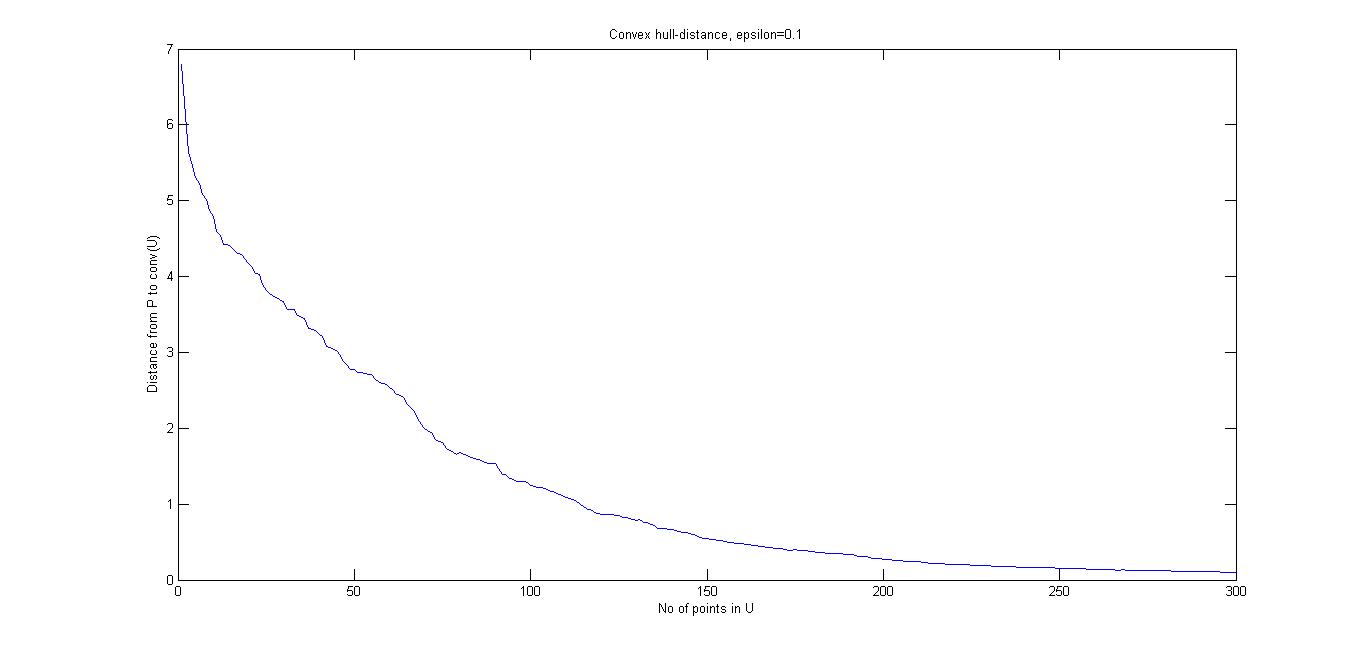 Convex hull-distance, epsilon=0.1
7
6
5
4
3
2
1
0
Distance from P to conv(U)
0 50 100 150 200 250 300
No of points in U